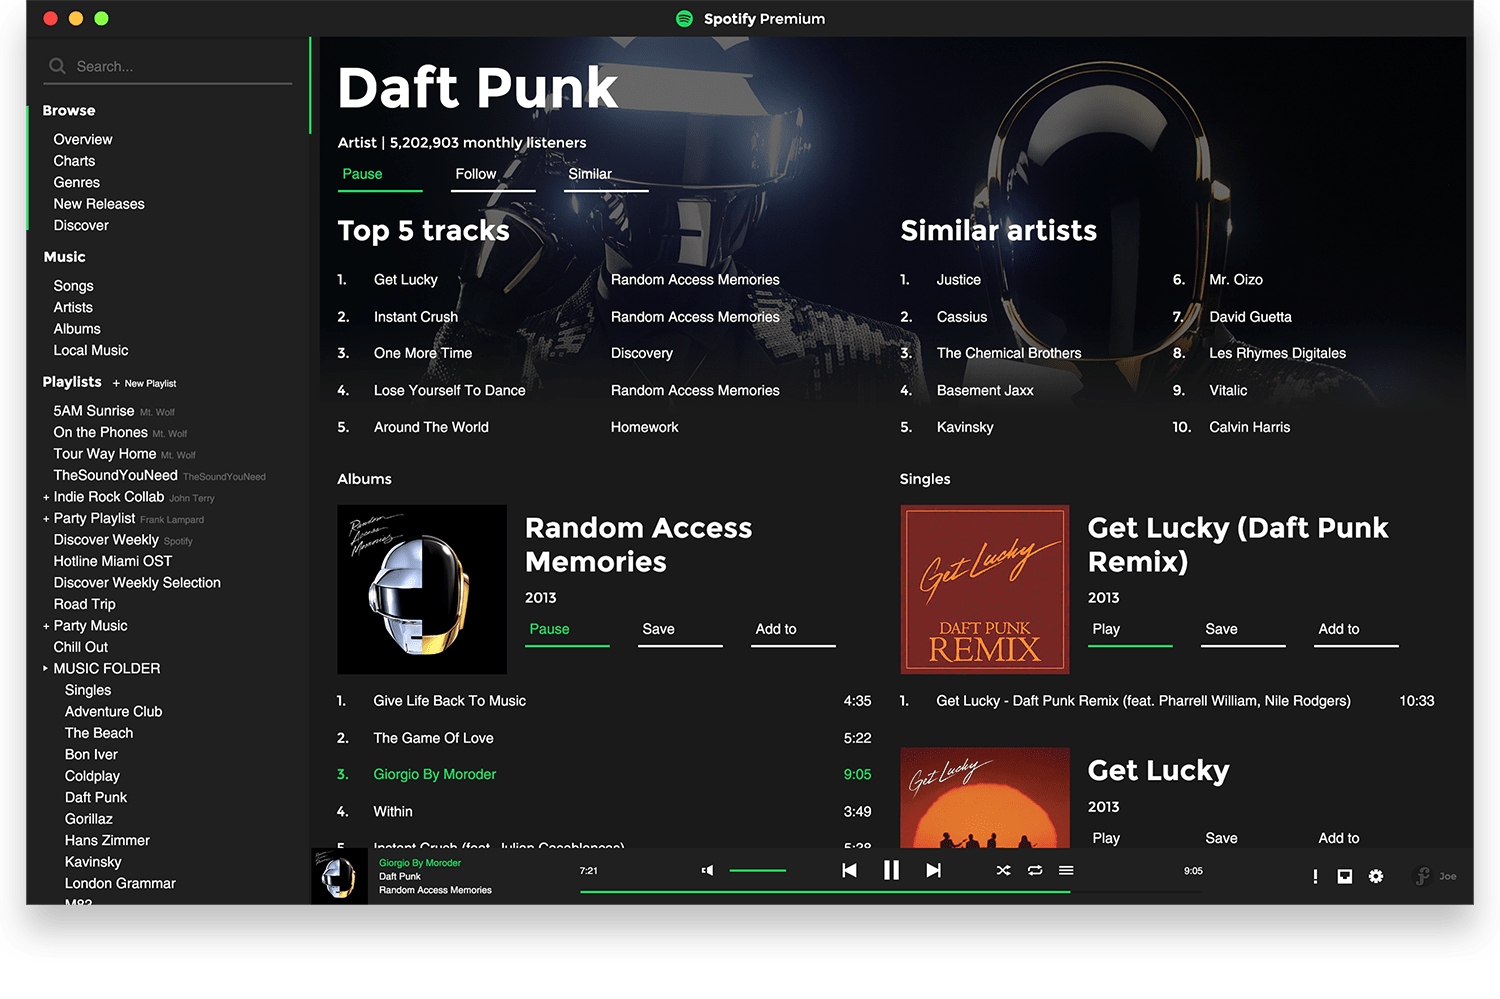 Spotify Premium
Search...
Browse
Overview
Charts
Genres
New Releases
Discover
Music
Songs
Artists
Albums
Local Music
Playlists + New Playlist
5AM Sunrise Mt. Wolf
On the Phones Mt. Wolf
Tour Way Home Mt. Wolf
TheSoundYouNeed TheSoundYouNeed
+ Indie Rock Collab John Terry
+ Party Playlist Frank Lampard
Discover Weekly Spotify
Hotline Miami OST
Discover Weekly Selection
Road Trip
+ Party Music
Chill Out
MUSIC FOLDER
Singles
Adventure Club
The Beach
Bon Iver
Coldplay
Daft Punk
Gorillaz
Hans Zimmer
Kavinsky
London Grammar
M83
Daft Punk
Artist | 5,202,903 monthly listeners
Pause Follow Similar
Top 5 tracks
1. Get Lucky Random Access Memories
2. Instant Crush Random Access Memories
3. One More Time Discovery
4. Lose Yourself To Dance Random Access Memories
5. Around The World Homework
Similar artists
1. Justice 6. Mr. Oizo
2. Cassius 7. David Guetta
3. The Chemical Brothers 8. Les Rhymes Digitales
4. Basement Jaxx 9. Vitalic
5. Kavinsky 10. Calvin Harris
Albums
Random
Access
Memories
Random Access
Memories
2013
Pause Save Add to
1. Give Life Back To Music 4:35
2. The Game Of Love 5:22
3. Giorgio By Moroder 9:05
4. Within 3:49
5. Instant Crush (feat. Julian Casablancas) 5:38
Singles
Get Lucky
DAFT PUNK
REMIX
Get Lucky (Daft Punk
Remix)
2013
Play Save Add to
1. Get Lucky - Daft Punk Remix (feat. Pharrell William, Nile Rodgers) 10:33
Get Lucky
Get Lucky
2013
Play Save Add to
Random
Access
Memories
Giorgio By Moroder
Daft Punk
Random Access Memories
7:21 9:05
Joe